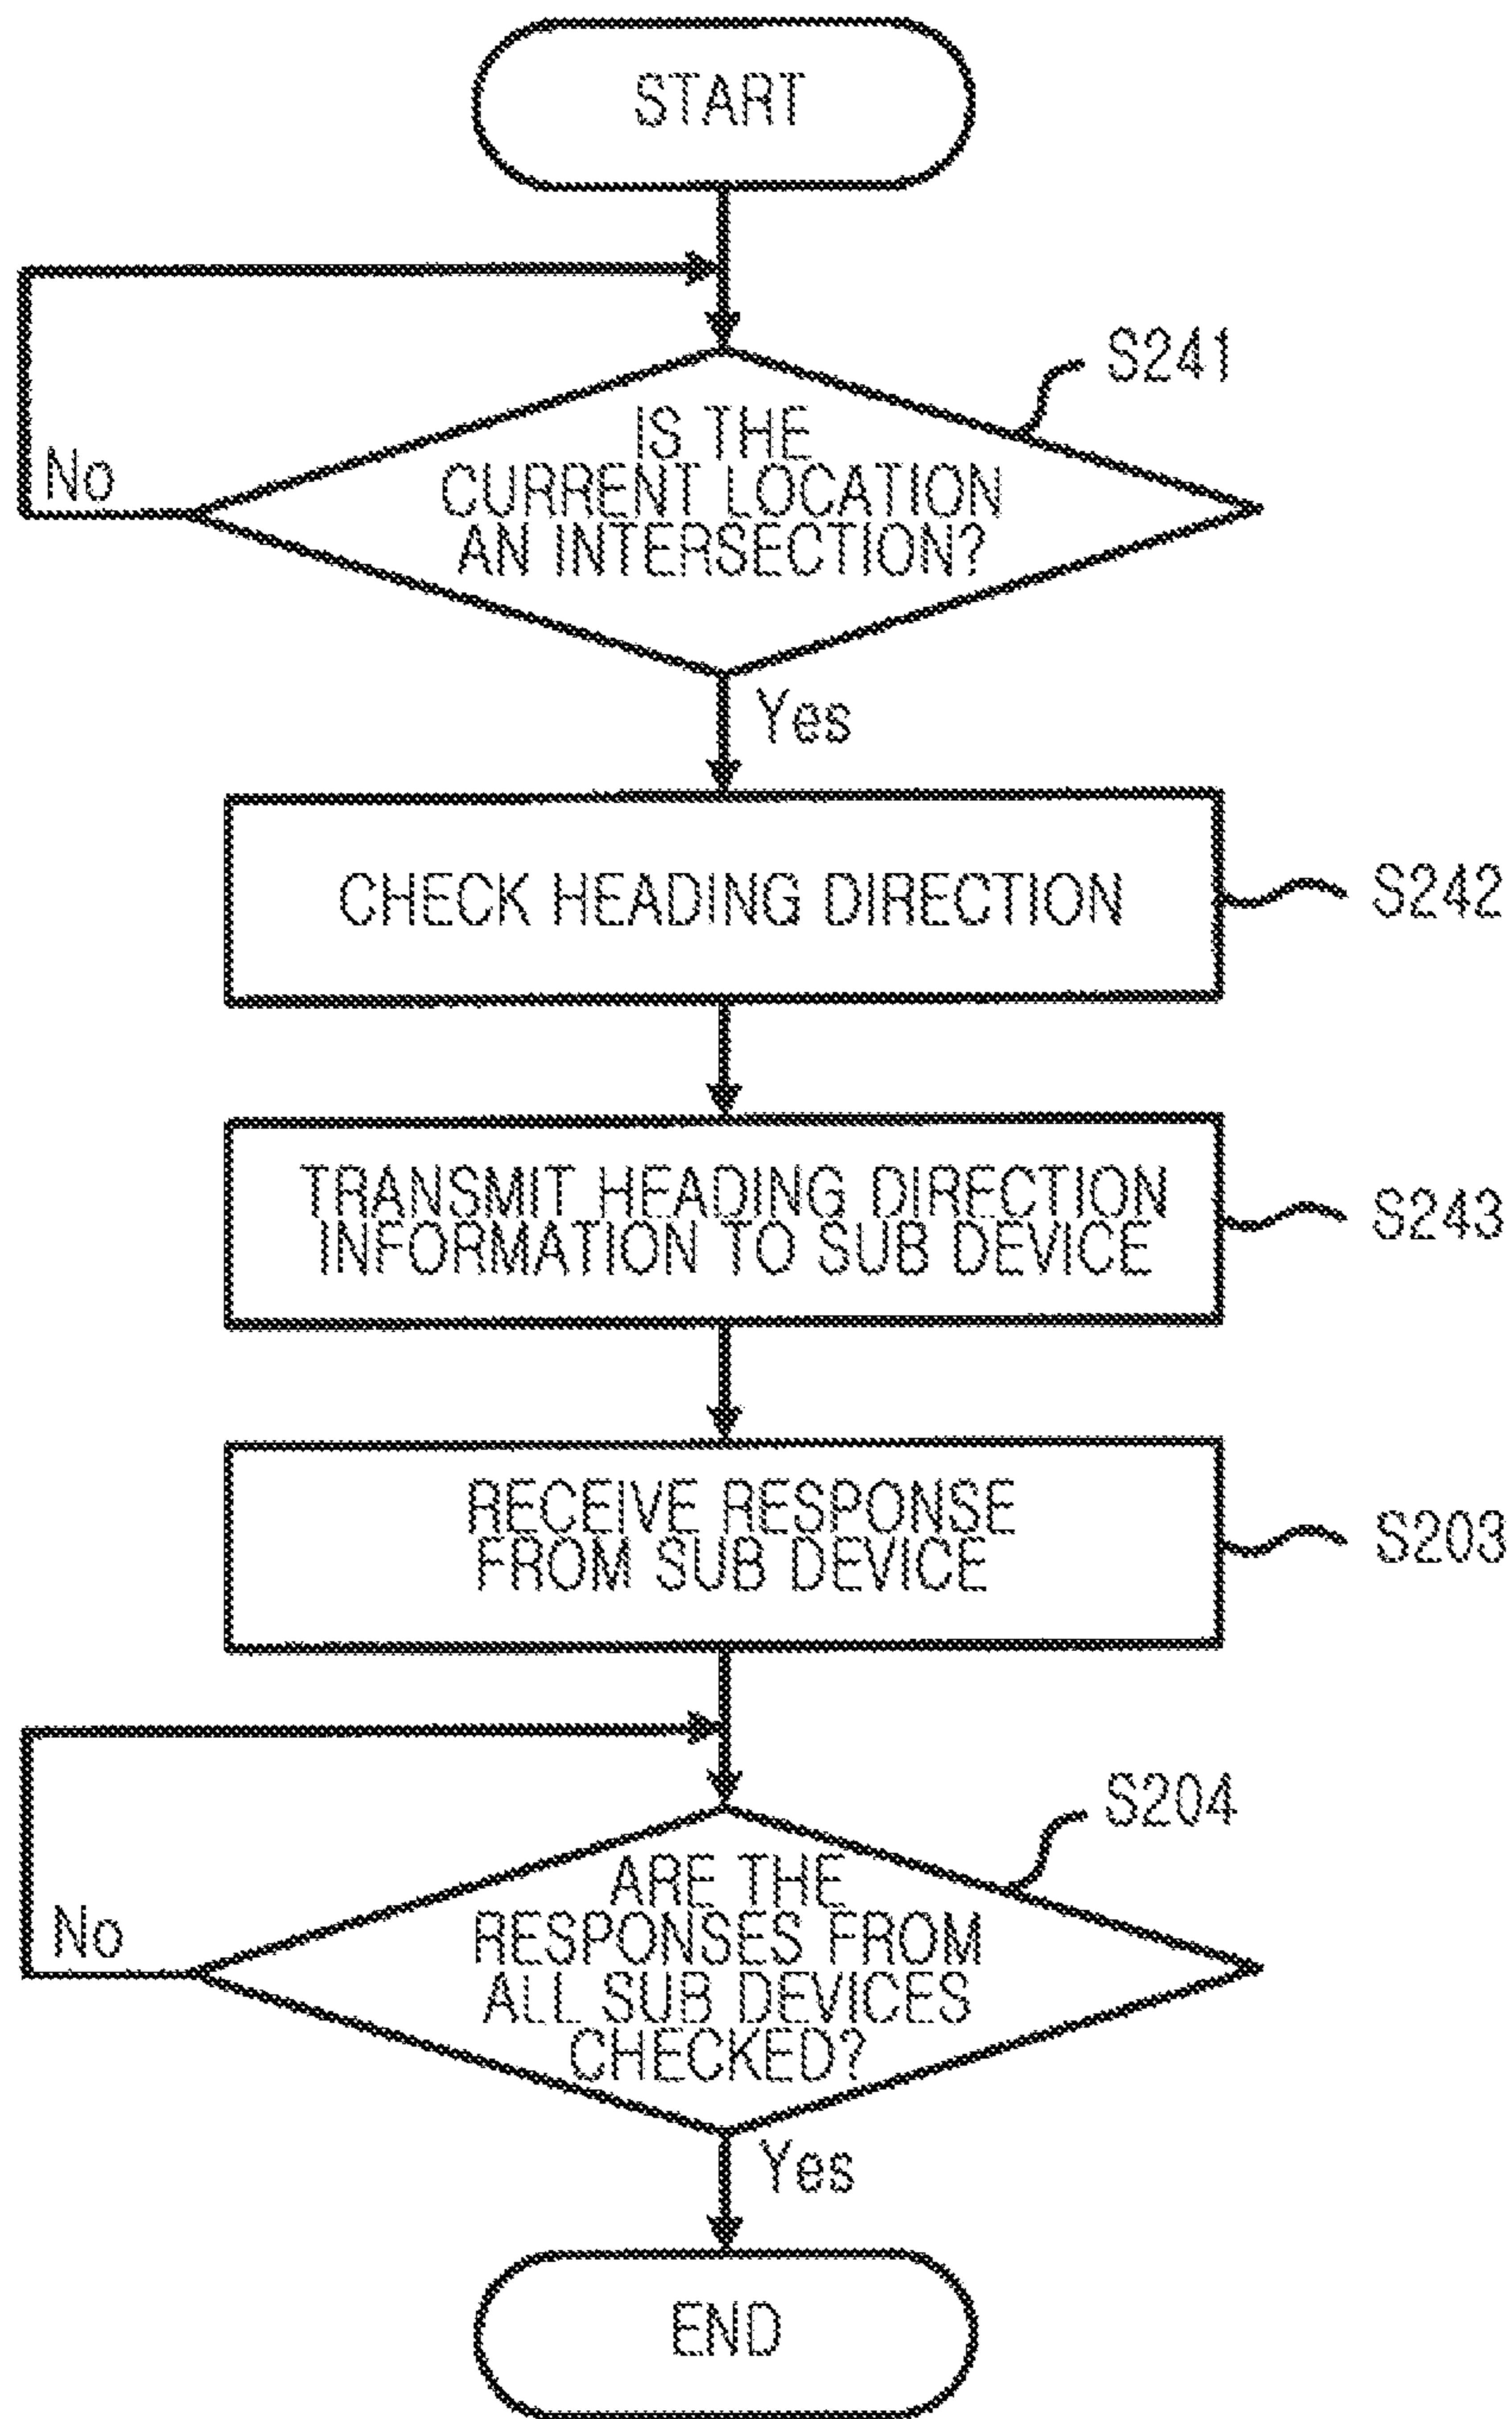 START
S241
IS THE
CURRENT LOCATION
AN INTERSECTION?
No
Yes
CHECK HEADING DIRECTION
S242
TRANSMIT HEADING DIRECTION
INFORMATION TO SUB DEVICE
S243
RECEIVE RESPONSE
FROM SUB DEVICE
S203
S204
ARE THE
RESPONSES FROM
ALL SUB DEVICES
CHECKED?
No
Yes
END